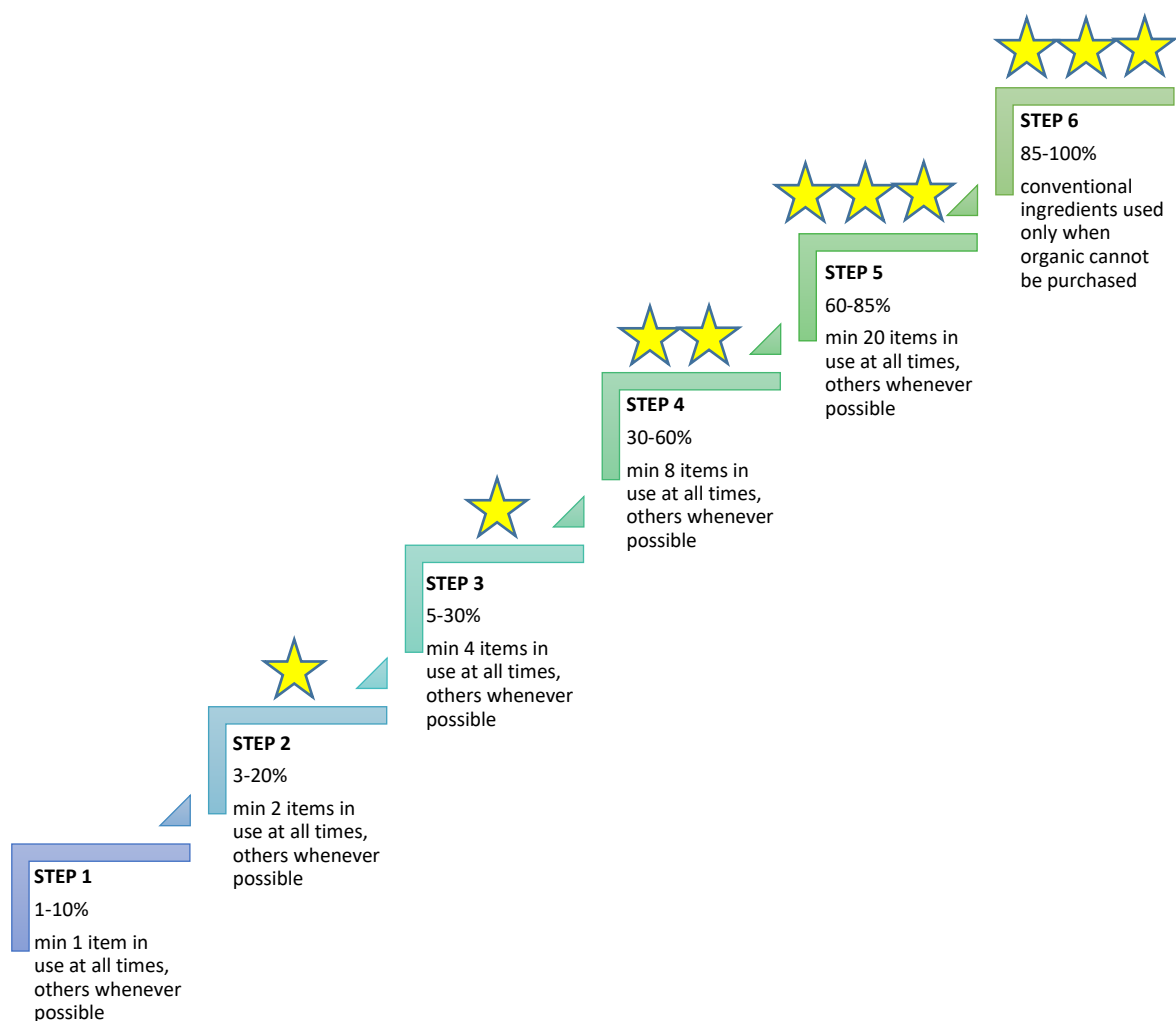 STEP 1
1-10%
min 1 item in
use at all times,
others whenever
possible
STEP 2
3-20%
min 2 items in
use at all times,
others whenever
possible
STEP 3
5-30%
min 4 items in
use at all times,
others whenever
possible
STEP 4
30-60%
min 8 items in
use at all times,
others whenever
possible
STEP 5
60-85%
min 20 items in
use at all times,
others whenever
possible
STEP 6
85-100%
conventional
ingredients used
only when
organic cannot
be purchased